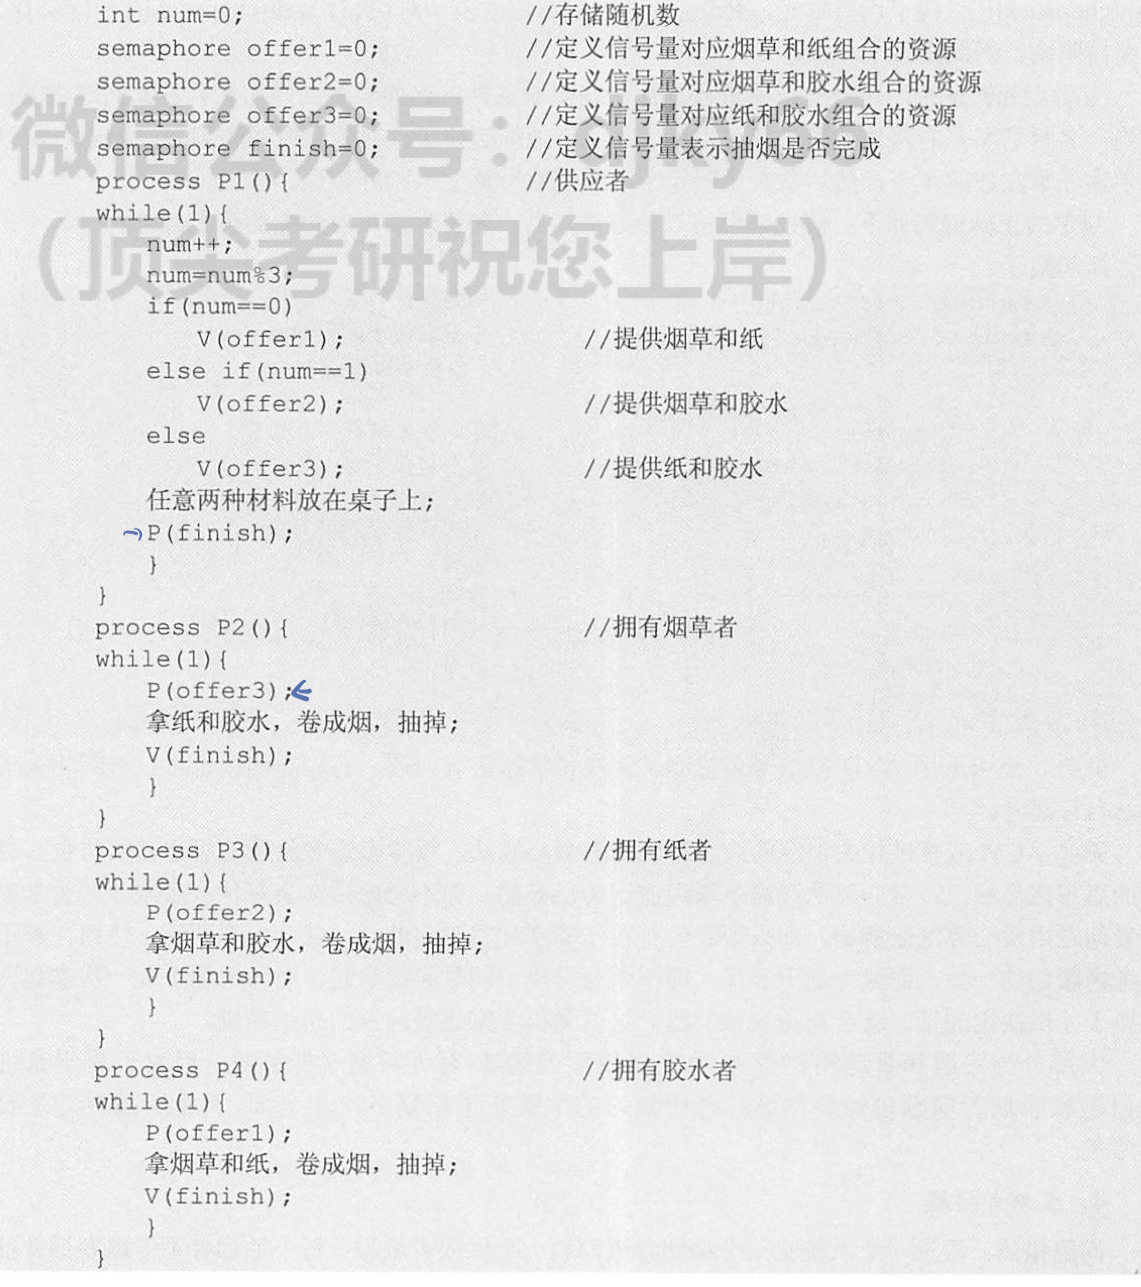 int num=0; //存储随机数
semaphore offer1=0; //定义信号量对应烟草和纸组合的资源
semaphore offer2=0; //定义信号量对应烟草和胶水组合的资源
semaphore offer3=0; //定义信号量对应纸和胶水组合的资源
semaphore finish=0; //定义信号量表示抽烟是否完成
微信公众号：djky66
process P1(){ //供应者
while(1){
(顶尖考研祝您上岸)
num++;
num=num%3;
if(num==0)
V(offer1); //提供烟草和纸
else if(num==1)
V(offer2); //提供烟草和胶水
else
V(offer3); //提供纸和胶水
任意两种材料放在桌子上;
P(finish);
}
}
process P2(){ //拥有烟草者
while(1){
P(offer3);
拿纸和胶水，卷成烟，抽掉;
V(finish);
}
}
process P3(){ //拥有纸者
while(1){
P(offer2);
拿烟草和胶水，卷成烟，抽掉;
V(finish);
}
}
process P4(){ //拥有胶水者
while(1){
P(offer1);
拿烟草和纸，卷成烟，抽掉;
V(finish);
}
}